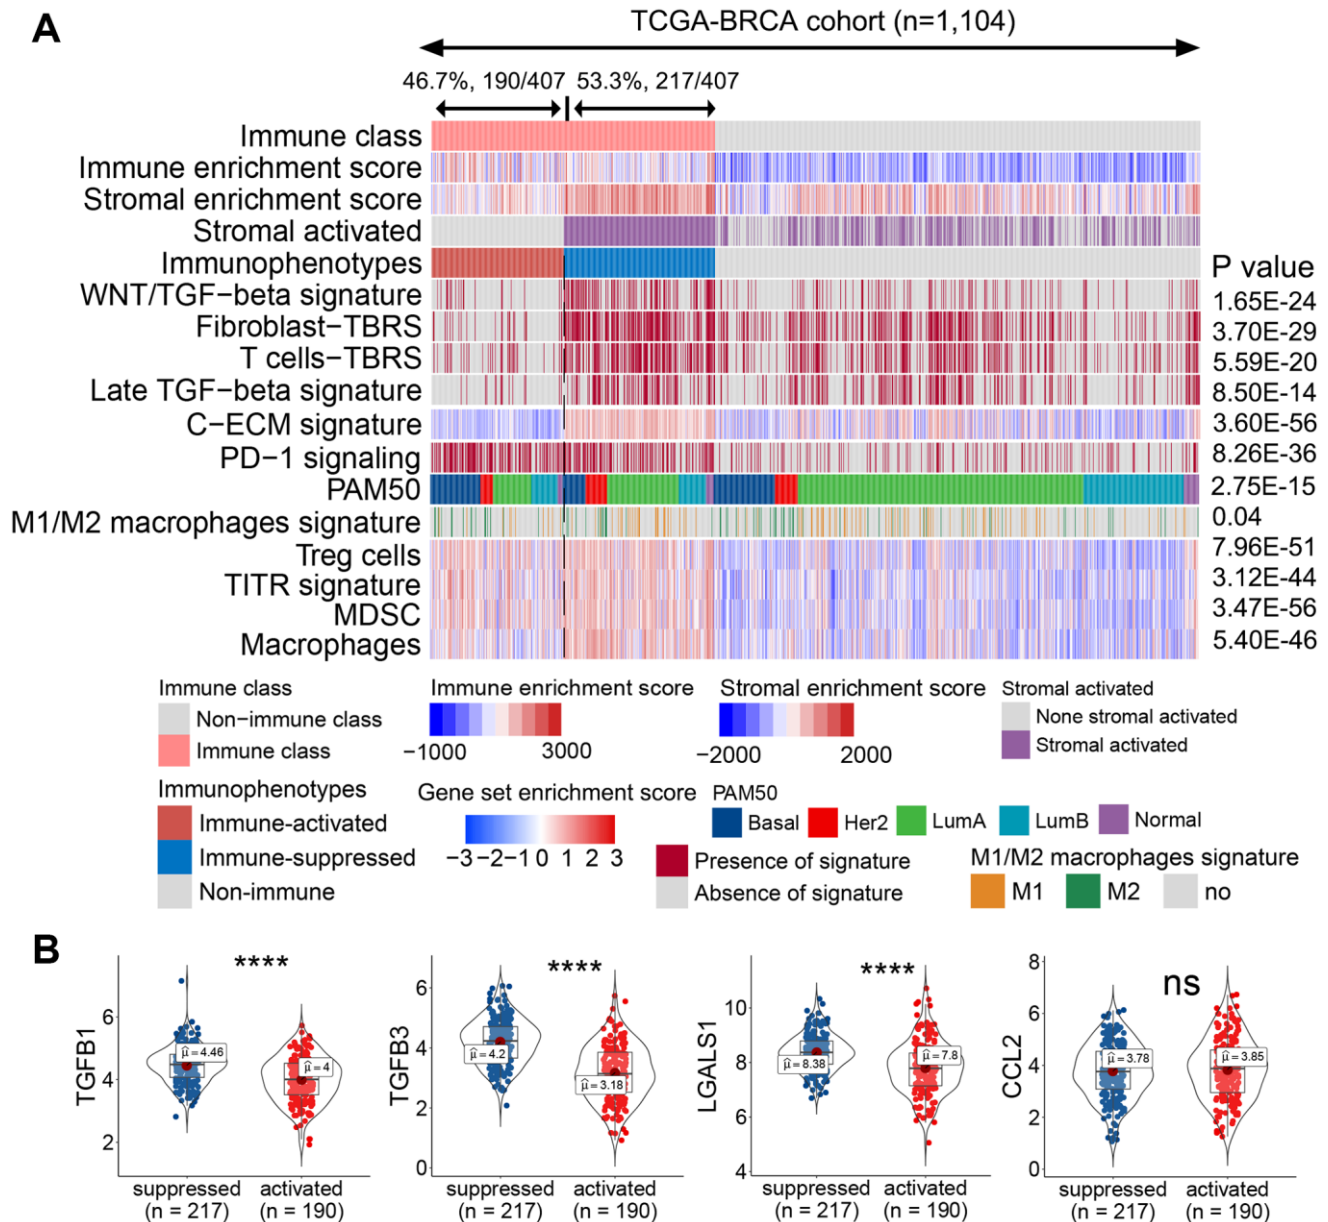 A
TCGA-BRCA cohort (n=1,104)
46.7%, 190/407 53.3%, 217/407
Immune class
Immune enrichment score
Stromal enrichment score
Stromal activated
Immunophenotypes
P value
WNT/TGF−beta signature 1.65E-24
Fibroblast−TBRS 3.70E-29
T cells−TBRS 5.59E-20
Late TGF−beta signature 8.50E-14
C−ECM signature 3.60E-56
PD−1 signaling 8.26E-36
PAM50 2.75E-15
M1/M2 macrophages signature 0.04
Treg cells 7.96E-51
TITR signature 3.12E-44
MDSC 3.47E-56
Macrophages 5.40E-46
Immune class
Non−immune class
Immune class
Immune enrichment score
−1000 3000
Stromal enrichment score
−2000 2000
Stromal activated
None stromal activated
Stromal activated
Immunophenotypes
Immune-activated
Immune-suppressed
Non−immune
Gene set enrichment score
−3 −2−1 0 1 2 3
PAM50
Basal Her2 LumA LumB Normal
Presence of signature
Absence of signature
M1/M2 macrophages signature
M1 M2 no
B
TGFB1
6
4
2
****
μ̂ = 4.46
μ̂ = 4
suppressed (n = 217)
activated (n = 190)
TGFB3
6
4
2
0
****
μ̂ = 4.2
μ̂ = 3.18
suppressed (n = 217)
activated (n = 190)
LGALS1
10
8
6
4
****
μ̂ = 8.38
μ̂ = 7.8
suppressed (n = 217)
activated (n = 190)
CCL2
8
6
4
2
0
ns
μ̂ = 3.78
μ̂ = 3.85
suppressed (n = 217)
activated (n = 190)